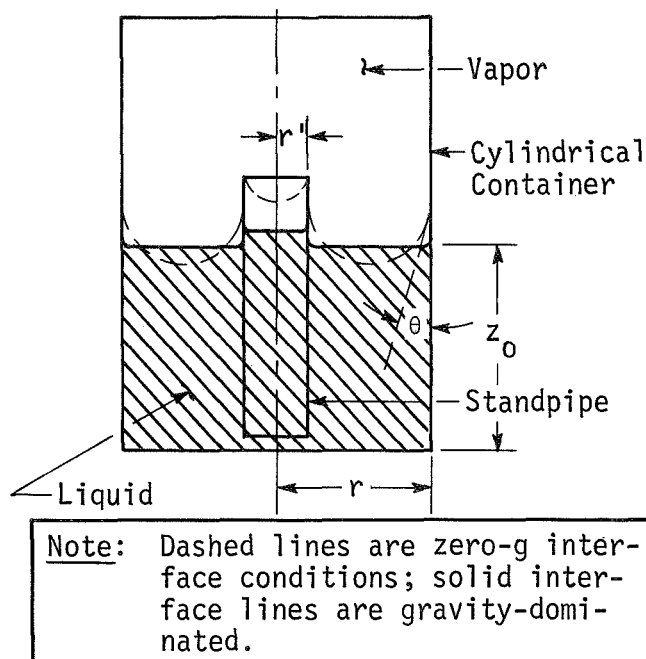 Vapor
r'
Cylindrical
Container
θ
z₀
Standpipe
Liquid
r
Note: Dashed lines are zero-g inter-
face conditions; solid inter-
face lines are gravity-domi-
nated.